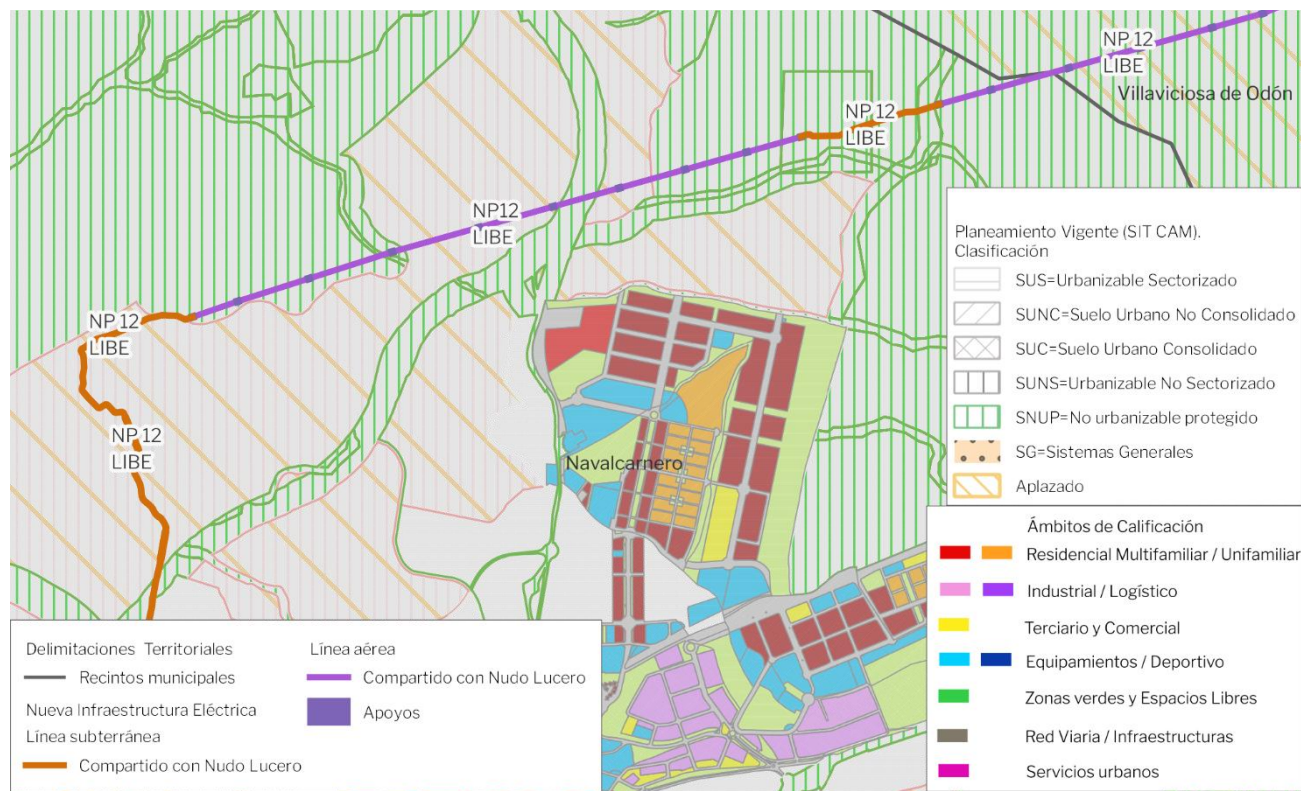 NP 12
LIBE
Villaviciosa de Odón
NP 12
LIBE
NP12
LIBE
NP 12
LIBE
NP 12
LIBE
Navalcarnero
Planeamiento Vigente (SIT CAM).
Clasificación
SUS=Urbanizable Sectorizado
SUNC=Suelo Urbano No Consolidado
SUC=Suelo Urbano Consolidado
SUNS=Urbanizable No Sectorizado
SNUP=No urbanizable protegido
SG=Sistemas Generales
Aplazado
Ámbitos de Calificación
Residencial Multifamiliar / Unifamiliar
Industrial / Logístico
Terciario y Comercial
Equipamientos / Deportivo
Zonas verdes y Espacios Libres
Red Viaria / Infraestructuras
Servicios urbanos
Delimitaciones Territoriales
Recintos municipales
Nueva Infraestructura Eléctrica
Línea subterránea
Compartido con Nudo Lucero
Línea aérea
Compartido con Nudo Lucero
Apoyos